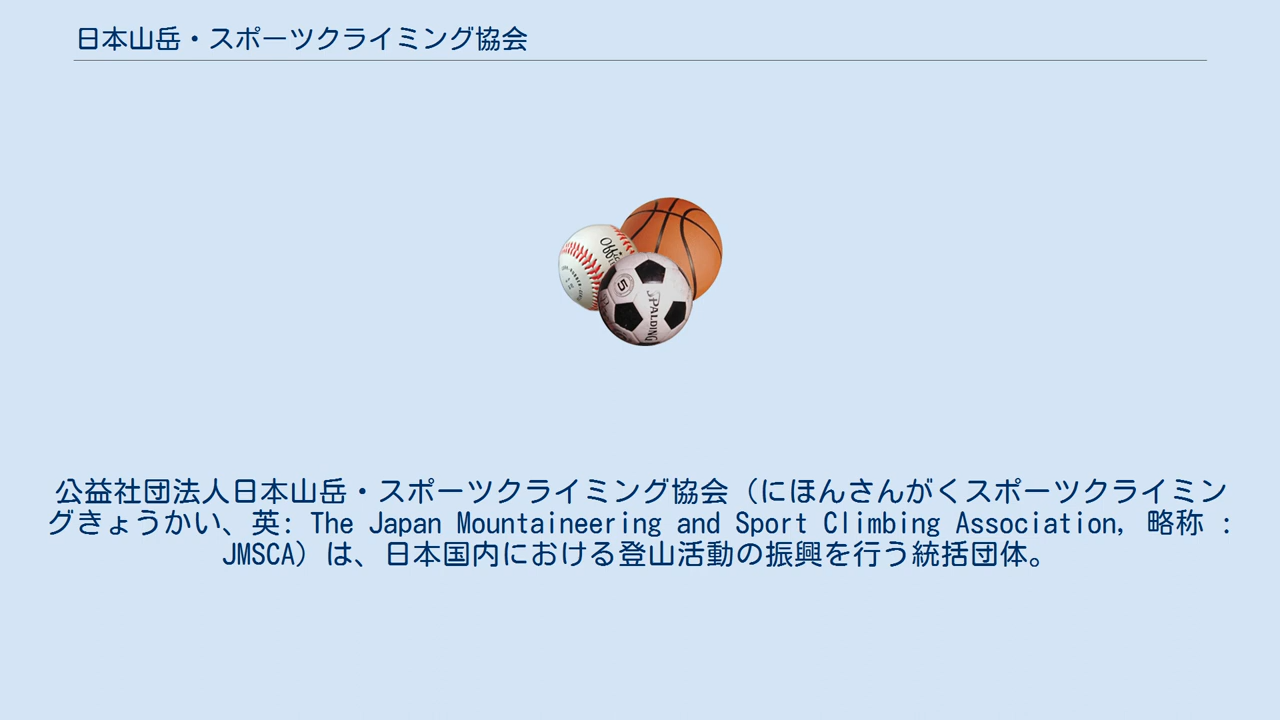 日本山岳・スポーツクライミング協会
Offi
5
SPALDING
公益社団法人日本山岳・スポーツクライミング協会（にほんさんがくスポーツクライミン
グきょうかい、英: The Japan Mountaineering and Sport Climbing Association, 略称 :
JMSCA）は、日本国内における登山活動の振興を行う統括団体。